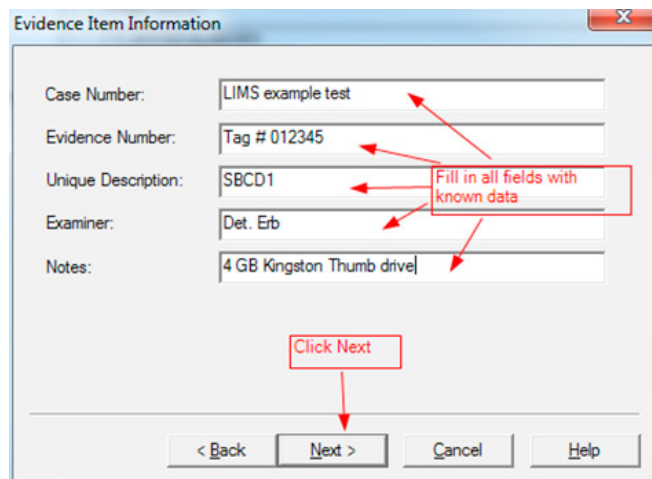 Evidence Item Information
x
Case Number:
LIMS example test
Evidence Number:
Tag # 012345
Unique Description:
SBCD1
Fill in all fields with
known data
Examiner:
Det. Erb
Notes:
4 GB Kingston Thumb drive
Click Next
< Back
Next >
Cancel
Help